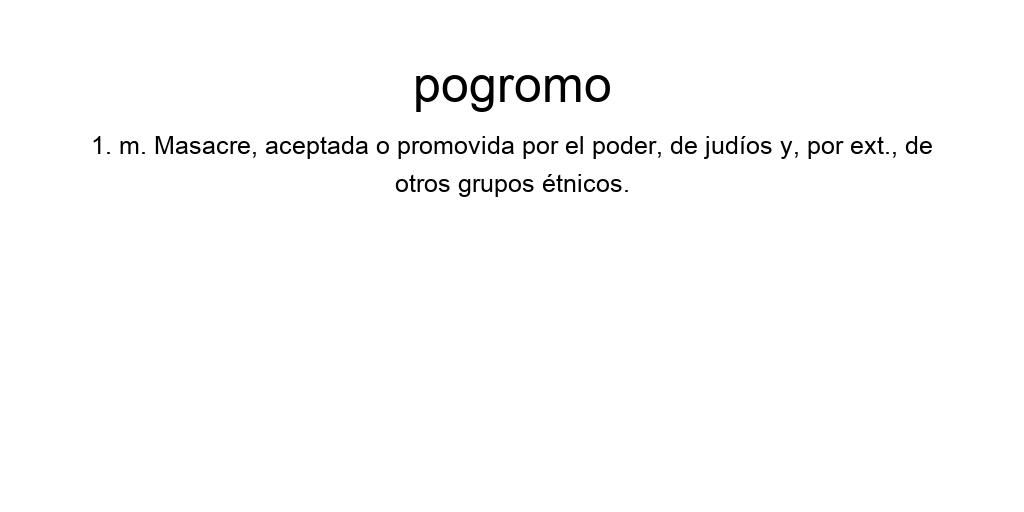 pogromo
1. m. Masacre, aceptada o promovida por el poder, de judíos y, por ext., de
otros grupos étnicos.